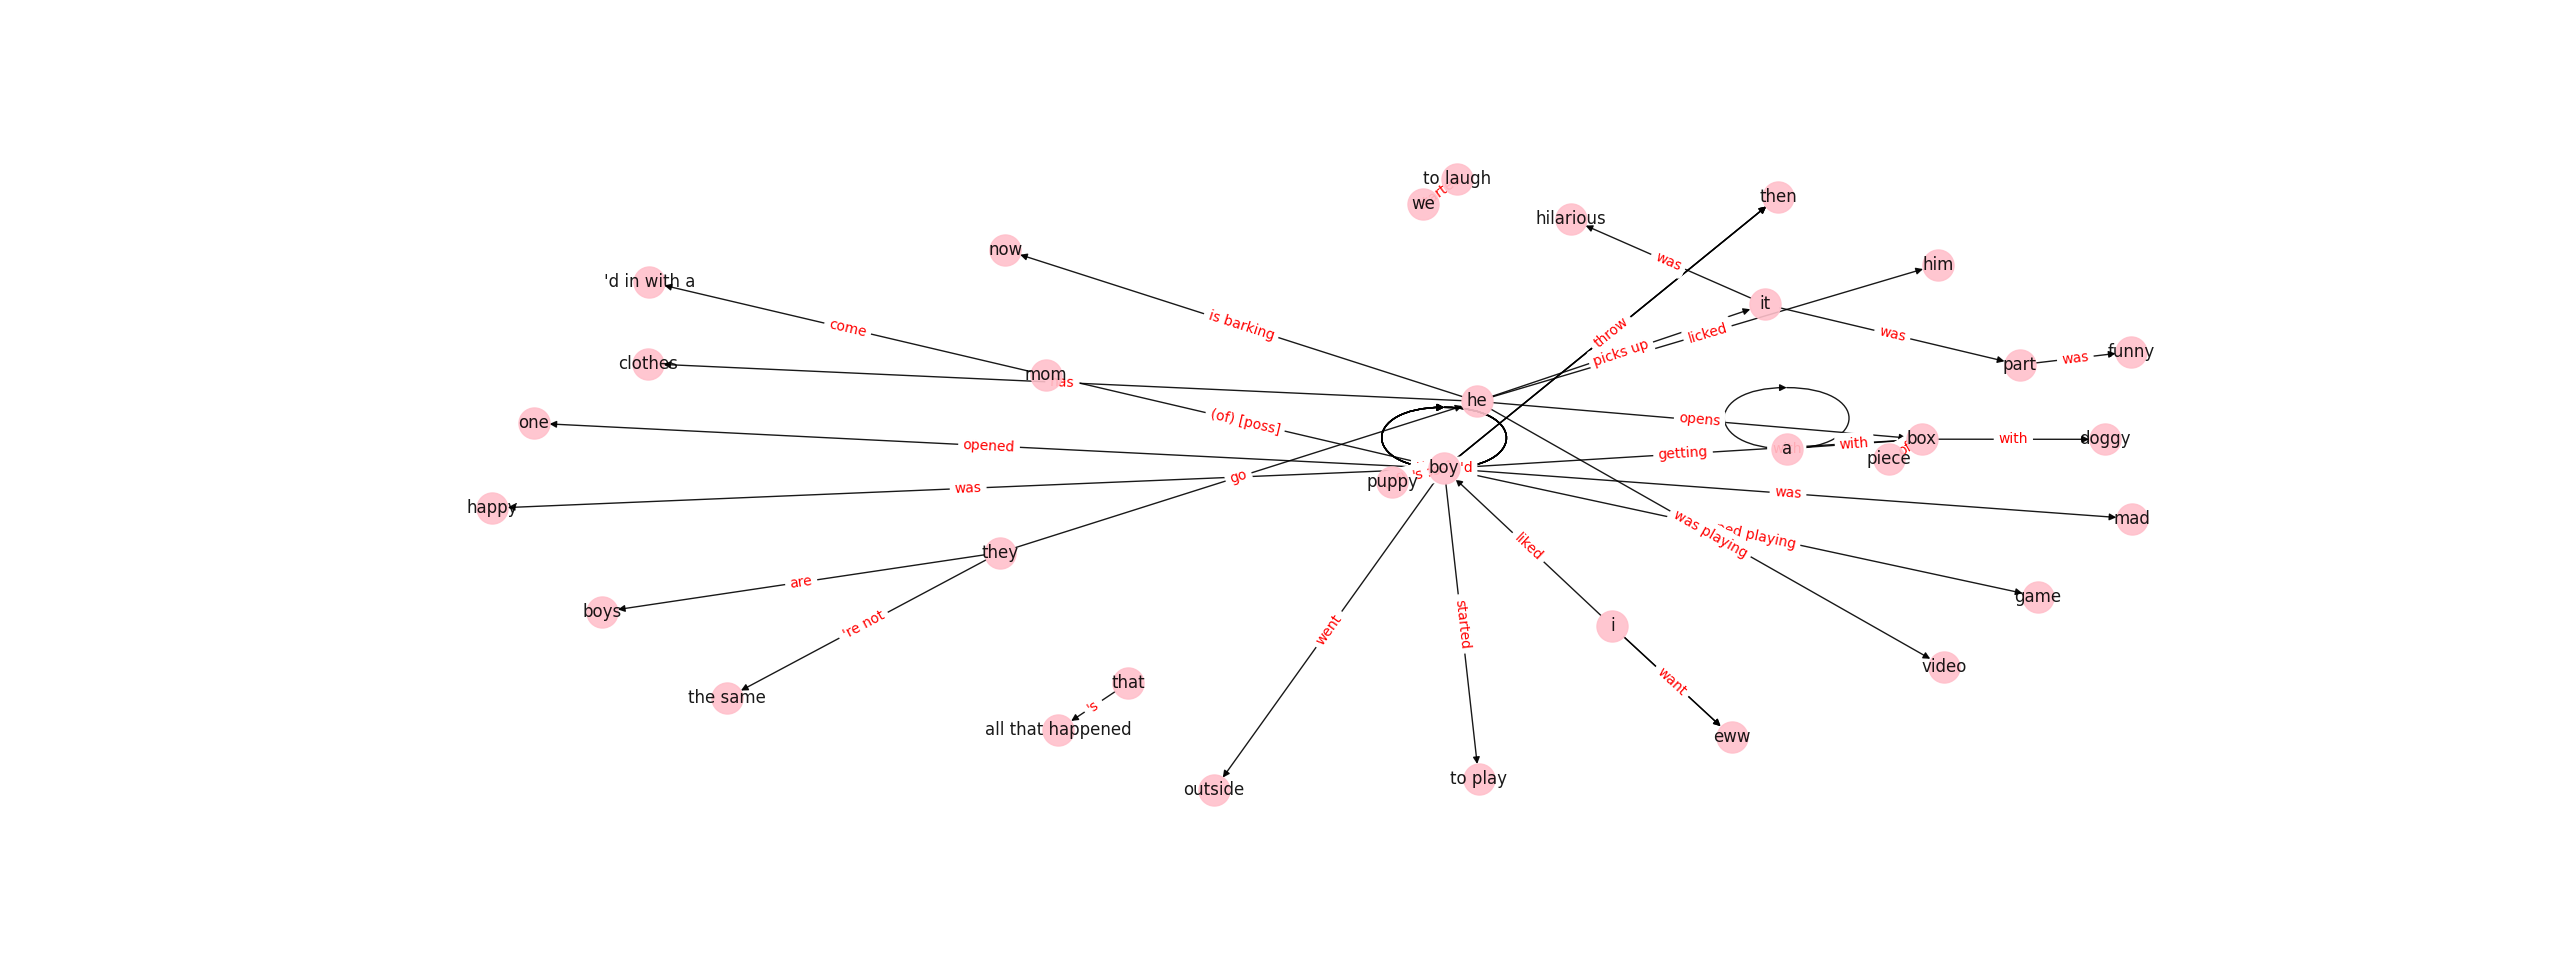 to laugh
we
then
hilarious
now
was
him
'd in with a
it
is barking
come
throw
was
licked
picks up
funny
was
part
clothes
mom
he
(of) [poss]
opens
one
opened
a
with
box
with
doggy
getting
piece
boy
'd
's
puppy
was
happy
go
was
mad
was playing
playing
liked
they
are
boys
're not
started
went
i
game
video
want
that
the same
's
all that happened
eww
to play
outside